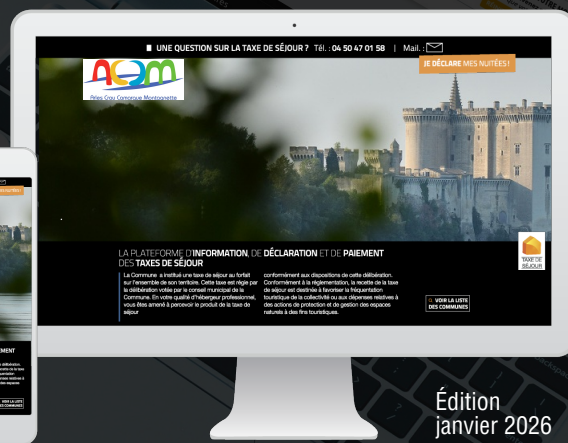 UNE QUESTION SUR LA TAXE DE SÉJOUR ? Tél. : 04 50 47 01 58 | Mail. :
JE DÉCLARE MES NUITÉES !
ACCM
Arles Crau Camargue Montagnette
LA PLATEFORME D'INFORMATION, DE DÉCLARATION ET DE PAIEMENT
DES TAXES DE SÉJOUR
La Commune a institué une taxe de séjour au forfait
sur l'ensemble de son territoire. Cette taxe est régie par
la délibération votée par le conseil municipal de la
Commune. En votre qualité d'hébergeur professionnel,
vous êtes amené à percevoir le produit de la taxe de
séjour
conformément aux dispositions de cette délibération.
Conformément à la réglementation, la recette de la taxe
de séjour est destinée à favoriser la fréquentation
touristique de la collectivité ou aux dépenses relatives à
des actions de protection et de gestion des espaces
naturels à des fins touristiques.
TAXE DE
SÉJOUR
VOIR LA LISTE
DES COMMUNES
Édition
janvier 2026